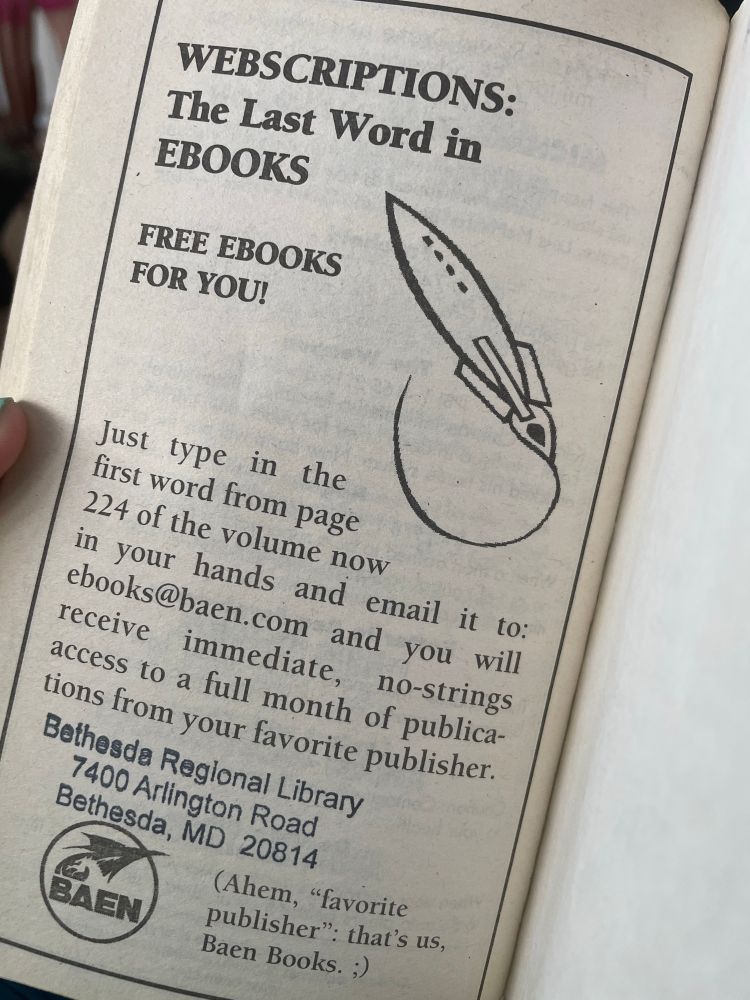 WEBSCRIPTIONS:
The Last Word in
EBOOKS
FREE EBOOKS
FOR YOU!
Just type in the
first word from page
224 of the volume now
in your hands and email it to:
ebooks@baen.com and you will
receive immediate, no-strings
access to a full month of publica-
tions from your favorite publisher.
Bethesda Regional Library
7400 Arlington Road
Bethesda, MD 20814
BAEN
(Ahem, “favorite
publisher”: that’s us,
Baen Books. ;)